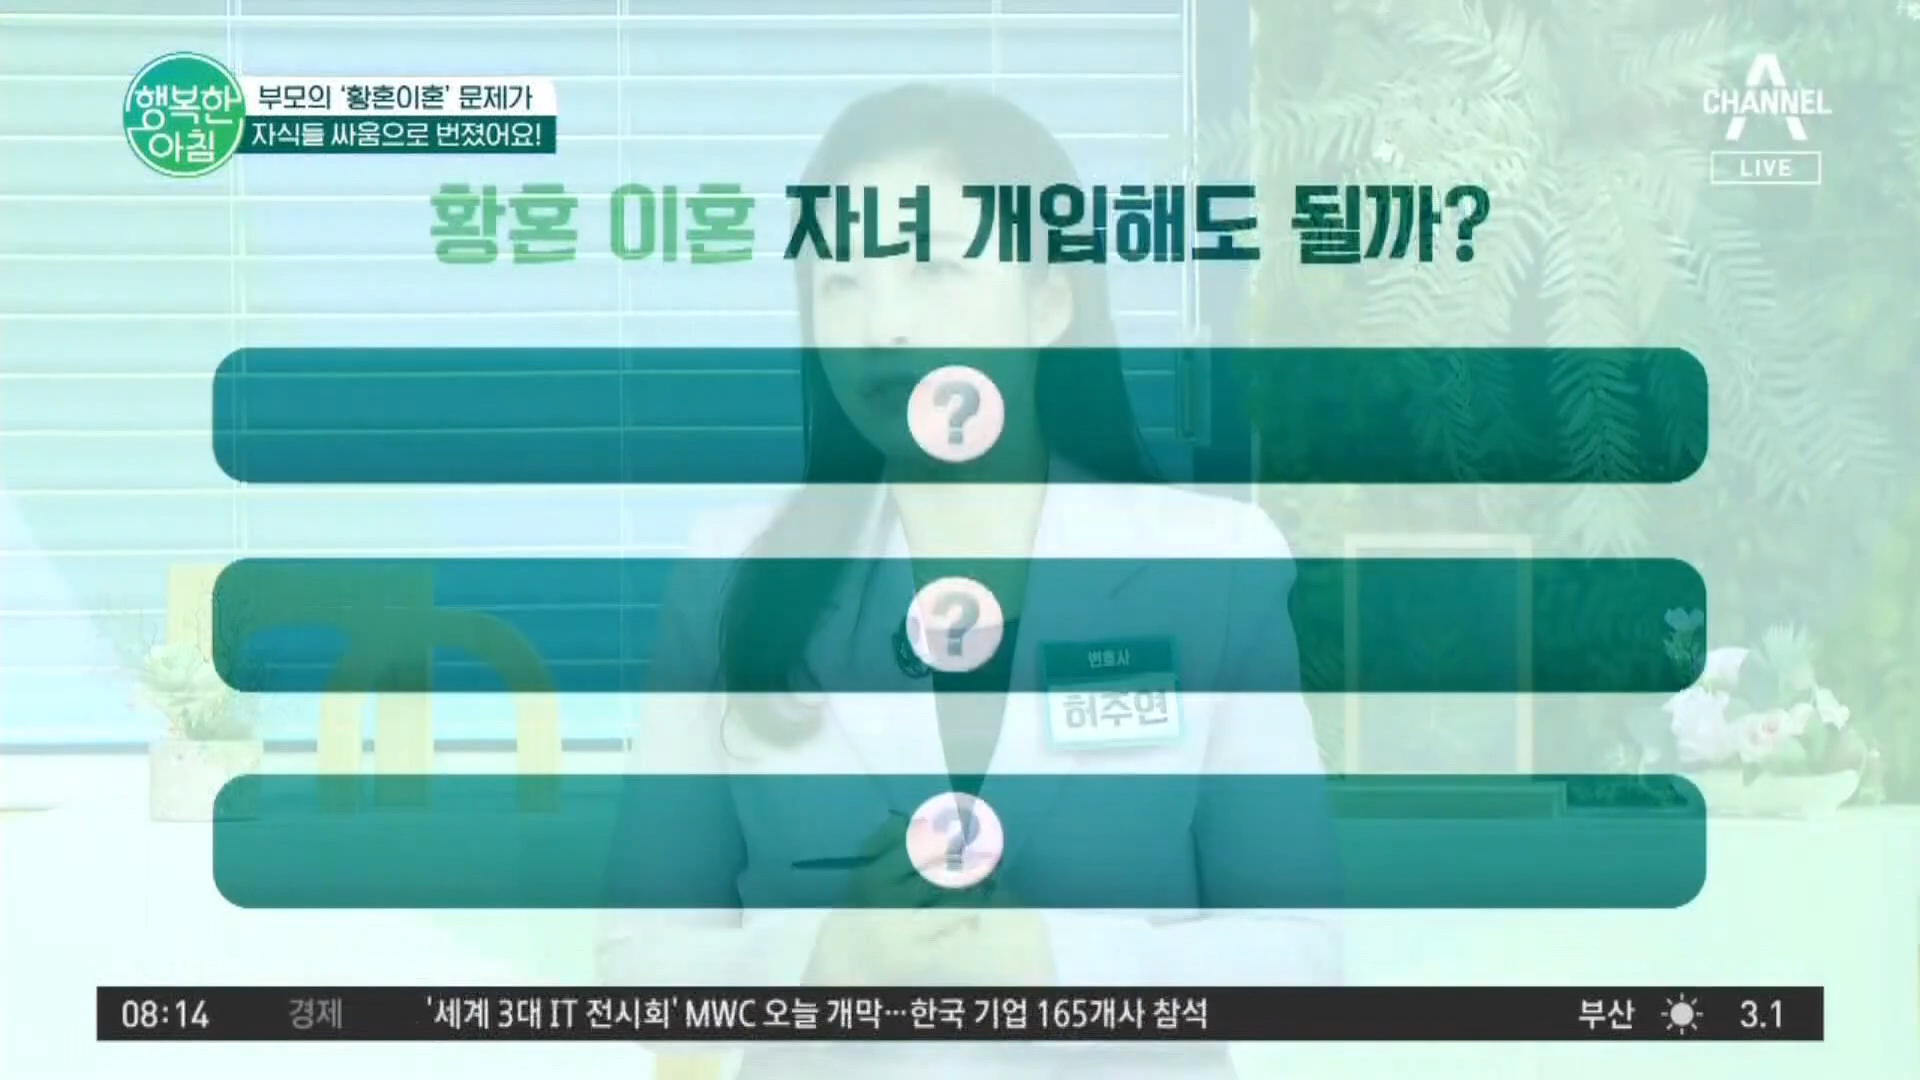 행복한
아침
부모의 '황혼이혼' 문제가
자식들 싸움으로 번졌어요!
CHANNEL A
LIVE
황혼 이혼 자녀 개입해도 될까?
?
?
변호사
허주연
?
08:14 경제 '세계 3대 IT 전시회' MWC 오늘 개막…한국 기업 165개사 참석 부산 3.1